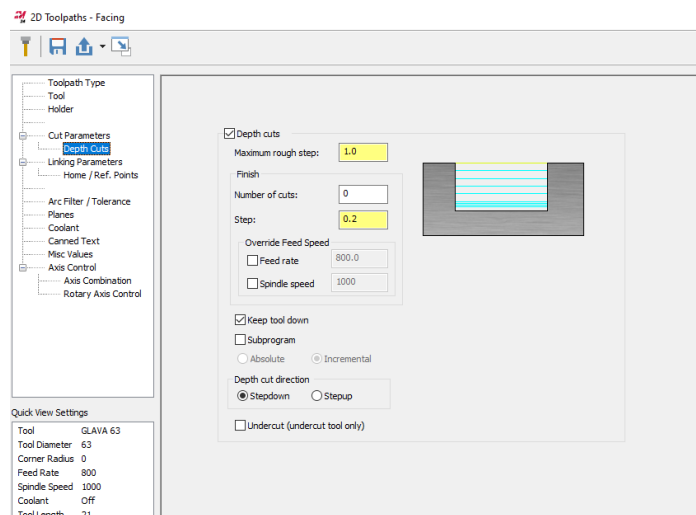 2D Toolpaths - Facing
Toolpath Type
Tool
Holder
Cut Parameters
Depth Cuts
Linking Parameters
Home / Ref. Points
Arc Filter / Tolerance
Planes
Coolant
Canned Text
Misc Values
Axis Control
Axis Combination
Rotary Axis Control
Quick View Settings
Tool GLAVA 63
Tool Diameter 63
Corner Radius 0
Feed Rate 800
Spindle Speed 1000
Coolant Off
Tool Length 21
Depth cuts
Maximum rough step: 1.0
Finish
Number of cuts: 0
Step: 0.2
Override Feed Speed
Feed rate 800.0
Spindle speed 1000
Keep tool down
Subprogram
Absolute Incremental
Depth cut direction
Stepdown Stepup
Undercut (undercut tool only)